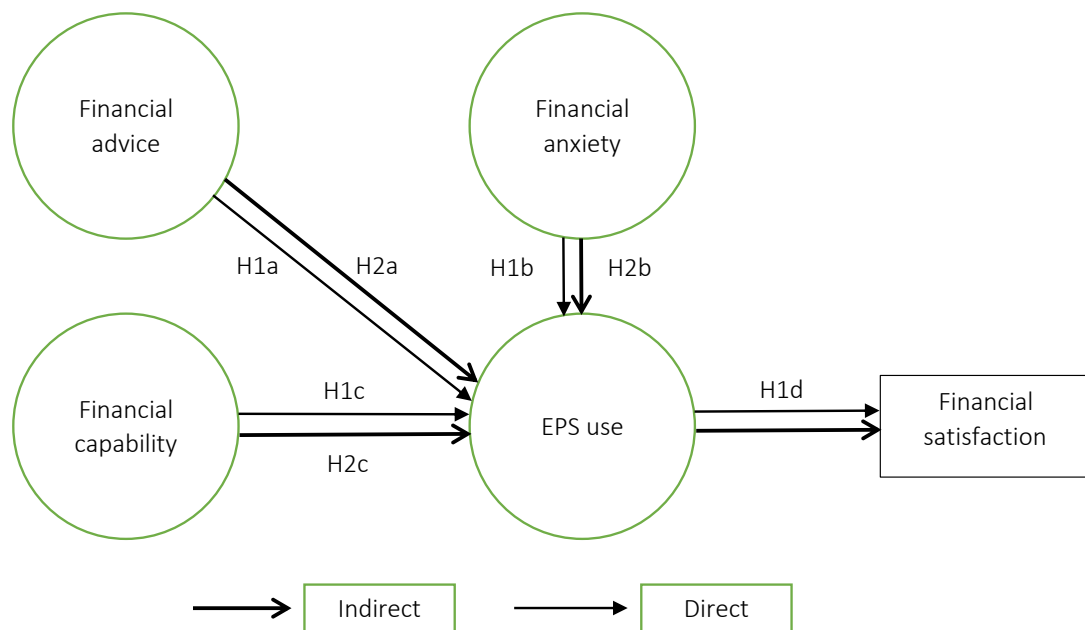 Financial
advice
Financial
anxiety
H1a
H2a
H1b
H2b
Financial
capability
H1c
H2c
EPS use
H1d
Financial
satisfaction
Indirect
Direct